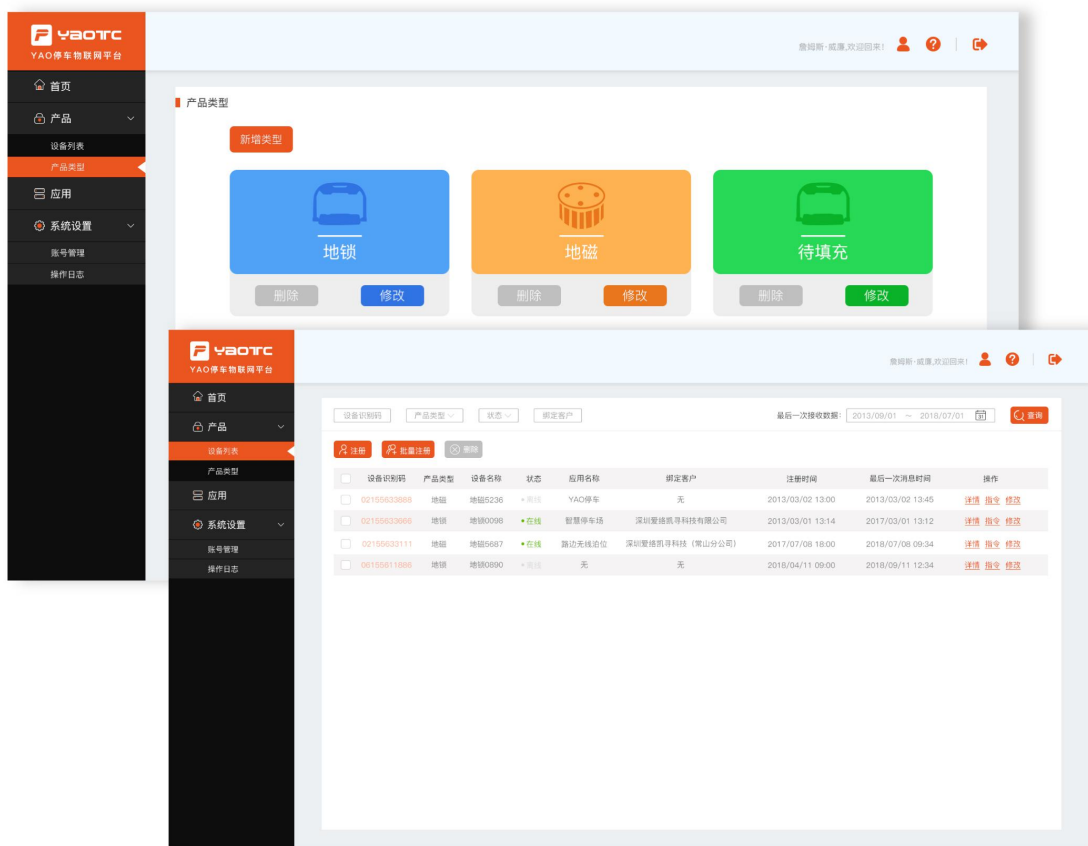 YAOTC
YAO停车物联网平台
詹姆斯·威廉,欢迎回来!
首页
产品
设备列表
产品类型
应用
系统设置
账号管理
操作日志
产品类型
新增类型
地锁 地磁 待填充
删除 修改 删除 修改 删除 修改
YAOTC
YAO停车物联网平台
詹姆斯·威廉,欢迎回来!
首页
产品
设备列表
产品类型
应用
系统设置
账号管理
操作日志
设备识别码 产品类型 状态 绑定客户 最后一次接收数据: 2013/09/01 ~ 2018/07/01 31 查询
注册 批量注册 删除
设备识别码 产品类型 设备名称 状态 应用名称 绑定客户 注册时间 最后一次消息时间 操作
地磁 地磁5236 离线 YAO停车 无 2013/03/02 13:00 2013/03/02 13:45 详情 指令 修改
地锁 地锁0098 在线 智慧停车场 深圳爱络凯寻科技有限公司 2013/03/01 13:14 2017/03/01 13:12 详情 指令 修改
02155633111 地磁 地磁5687 在线 路边无线泊位 深圳爱络凯寻科技（常山分公司） 2017/07/08 18:00 2018/07/08 09:34 详情 指令 修改
地锁 地锁0890 离线 无 无 2018/04/11 09:00 2018/09/11 12:34 详情 指令 修改